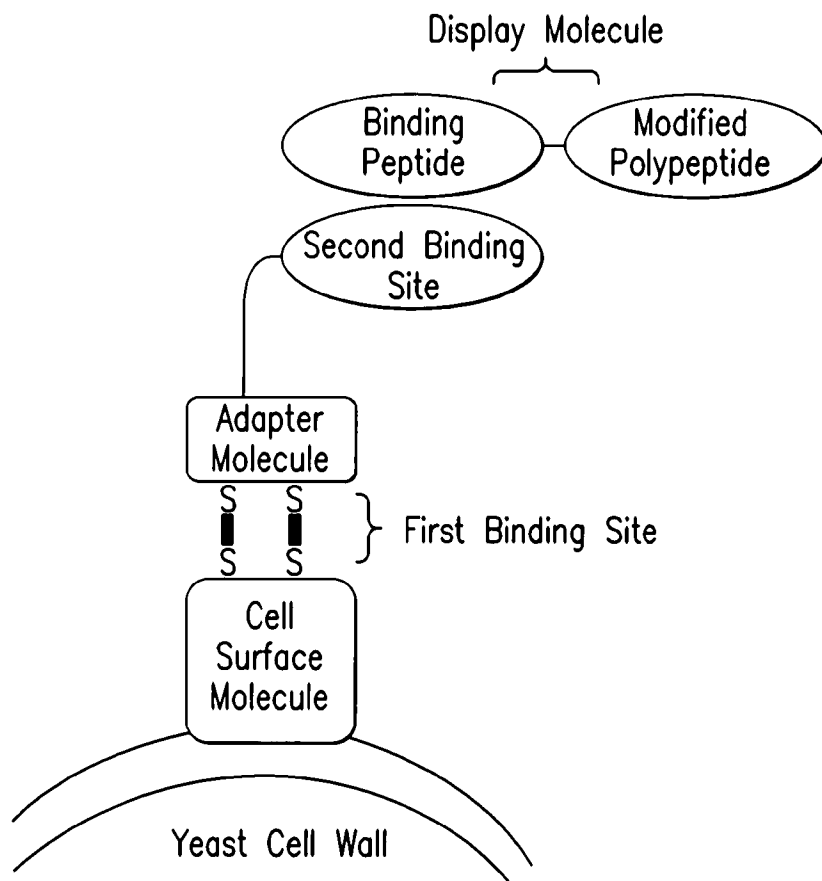 Display Molecule
Binding
Peptide
Modified
Polypeptide
Second Binding
Site
Adapter
Molecule
S S
S S
First Binding Site
Cell
Surface
Molecule
Yeast Cell Wall